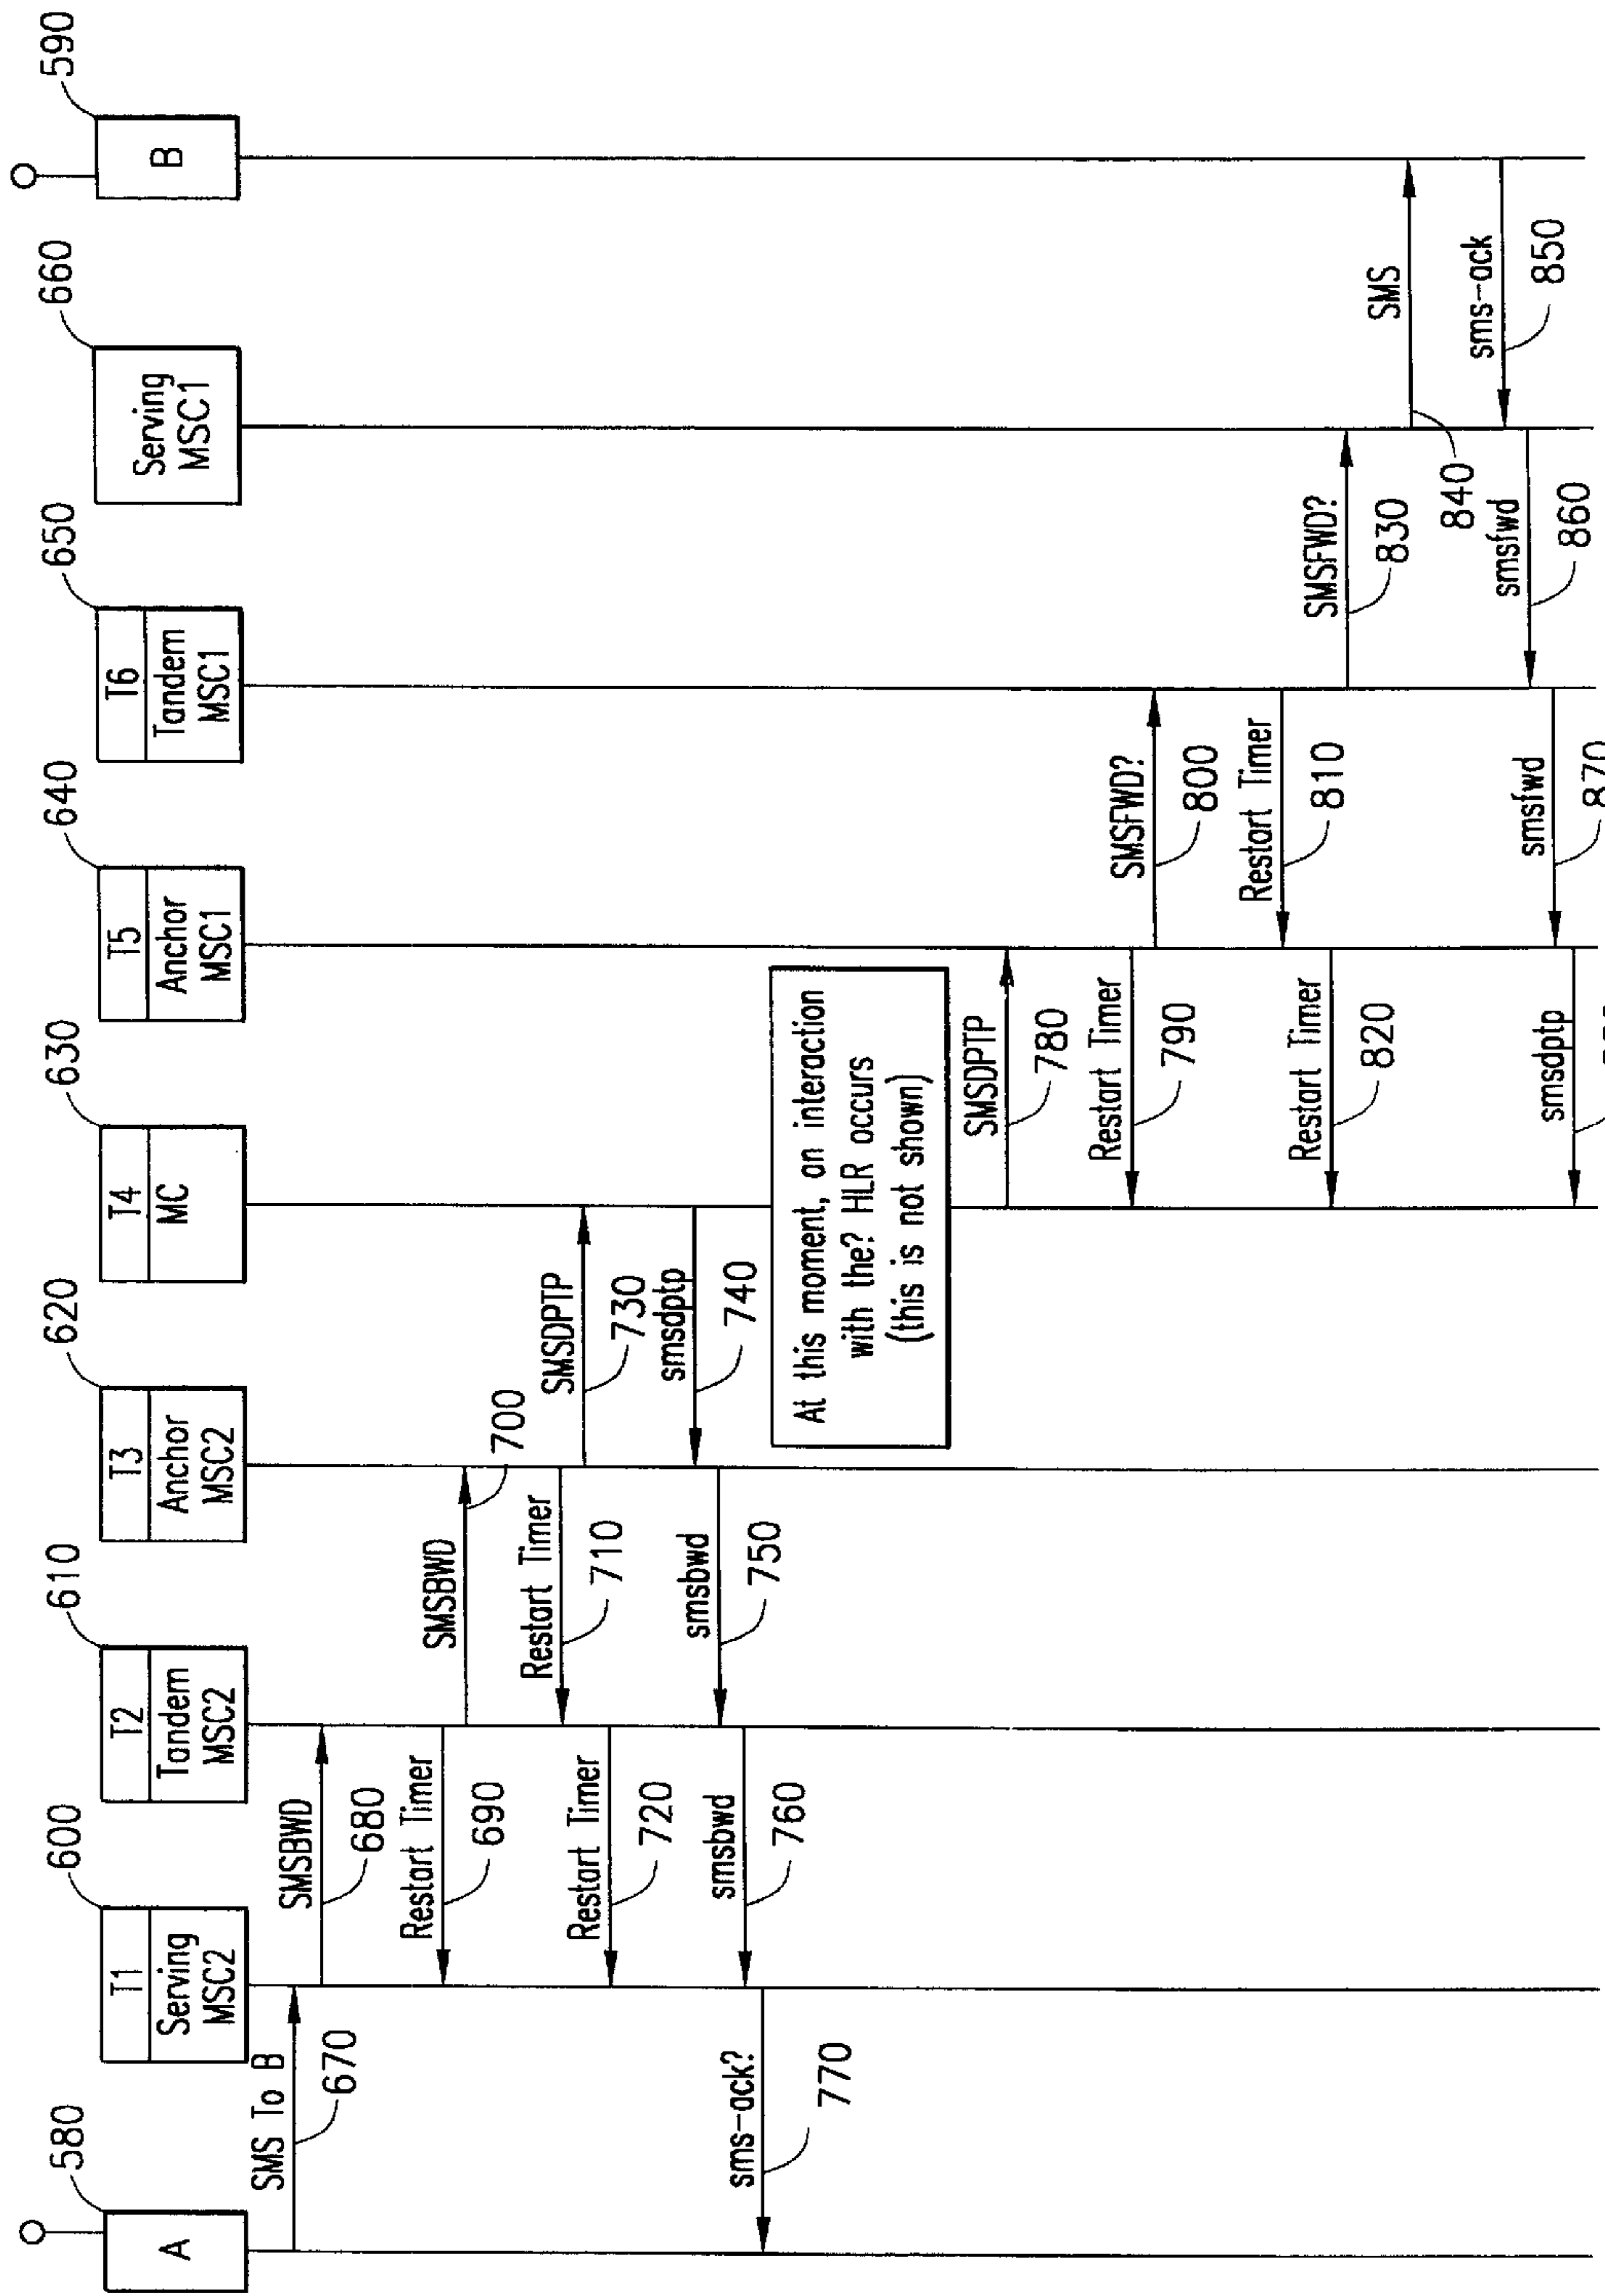 580
600
610
620
630
640
650
660
590
A
T1
Serving
MSC2
T2
Tandem
MSC2
T3
Anchor
MSC2
T4
MC
T5
Anchor
MSC1
T6
Tandem
MSC1
Serving
MSC1
B
SMS To B
670
SMSBWD
680
Restart Timer
690
SMSBWD
700
Restart Timer
710
Restart Timer
720
SMSDPTP
730
smsdptp
740
smsbwd
750
smsbwd
760
sms-ack?
770
At this moment, an interaction
with the? HLR occurs
(this is not shown)
SMSDPTP
780
Restart Timer
790
SMSFWD?
800
Restart Timer
810
Restart Timer
820
SMSFWD?
830
SMS
840
sms-ack
850
smsfwd
860
smsfwd
870
smsdptp